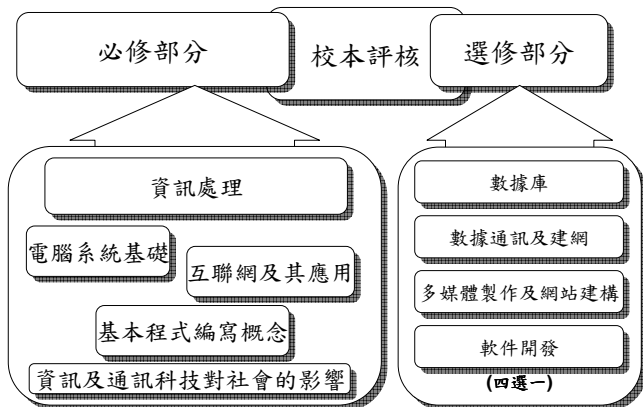 必修部分
校本評核
選修部分
資訊處理
電腦系統基礎
互聯網及其應用
基本程式編寫概念
資訊及通訊科技對社會的影響
數據庫
數據通訊及建網
多媒體製作及網站建構
軟件開發
(四選一)